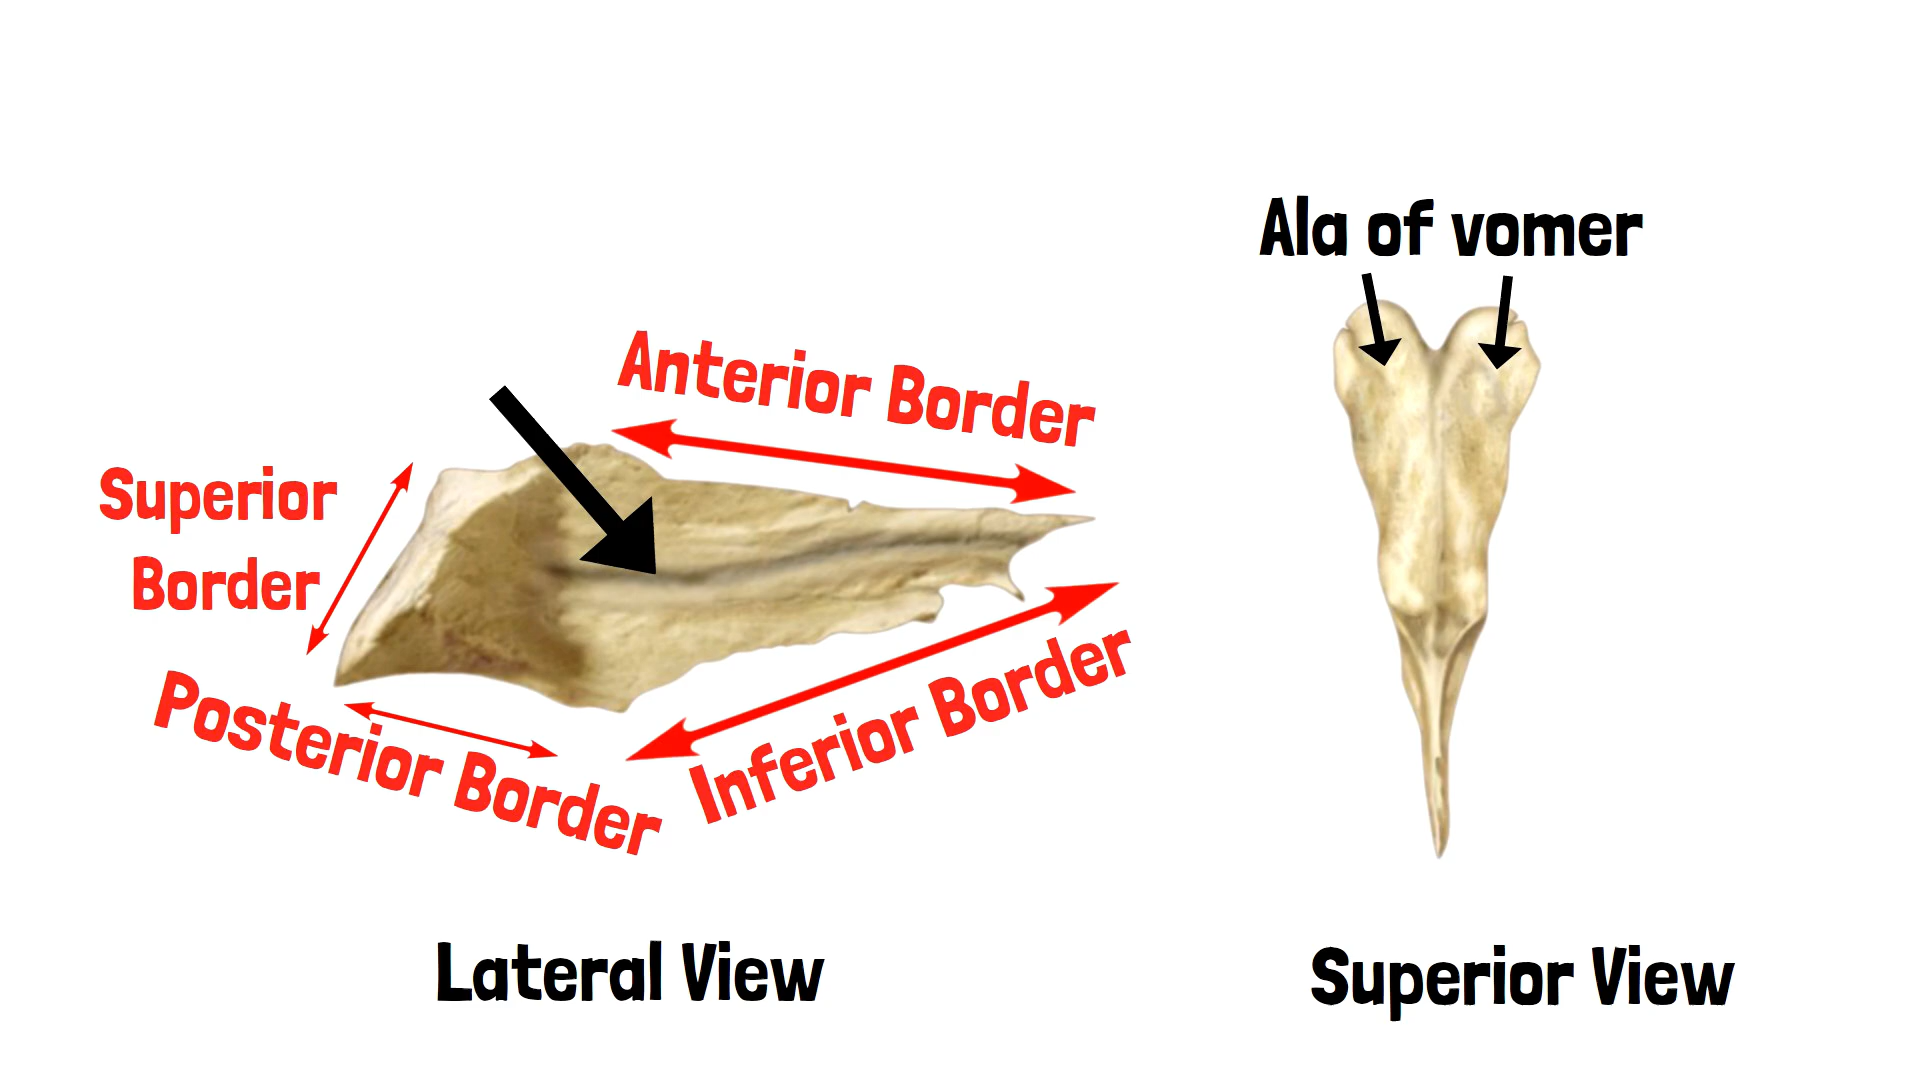 Ala of vomer
Anterior Border
Superior
Border
Posterior Border
Inferior Border
Lateral View
Superior View